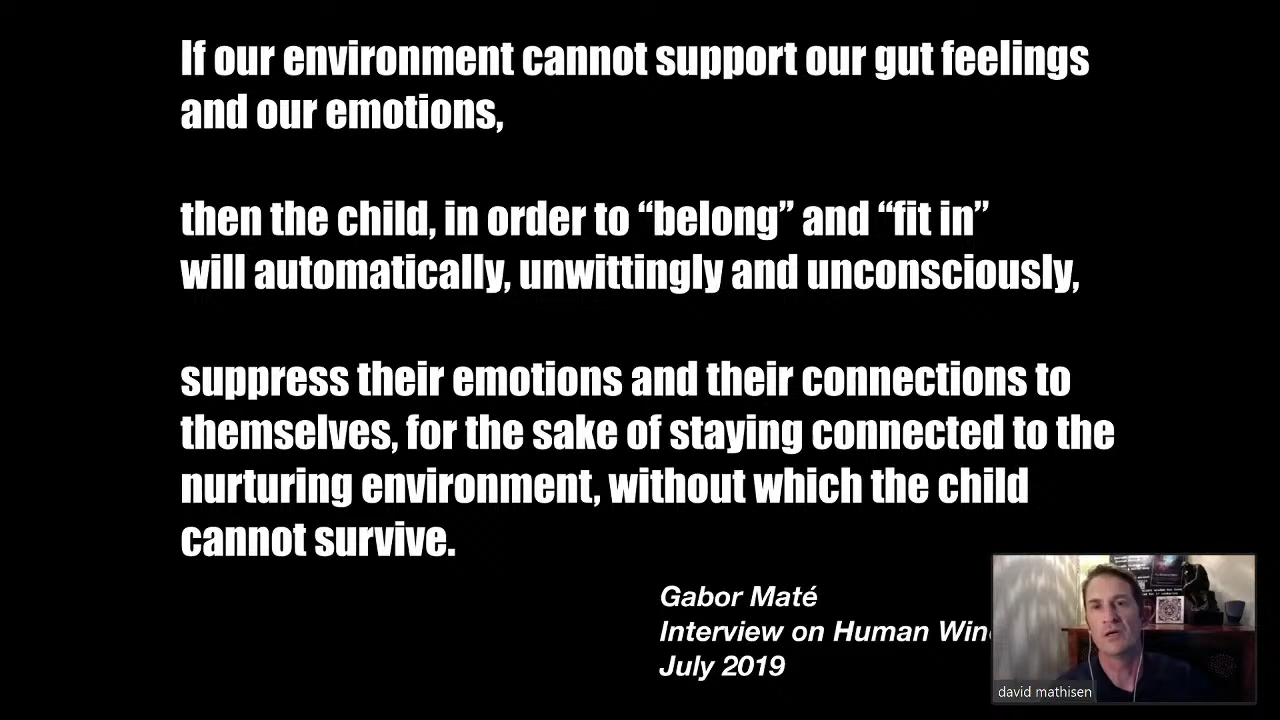 If our environment cannot support our gut feelings
and our emotions,
then the child, in order to “belong” and “fit in”
will automatically, unwittingly and unconsciously,
suppress their emotions and their connections to
themselves, for the sake of staying connected to the
nurturing environment, without which the child
cannot survive.
Gabor Maté
Interview on Human
July 2019
david mathisen